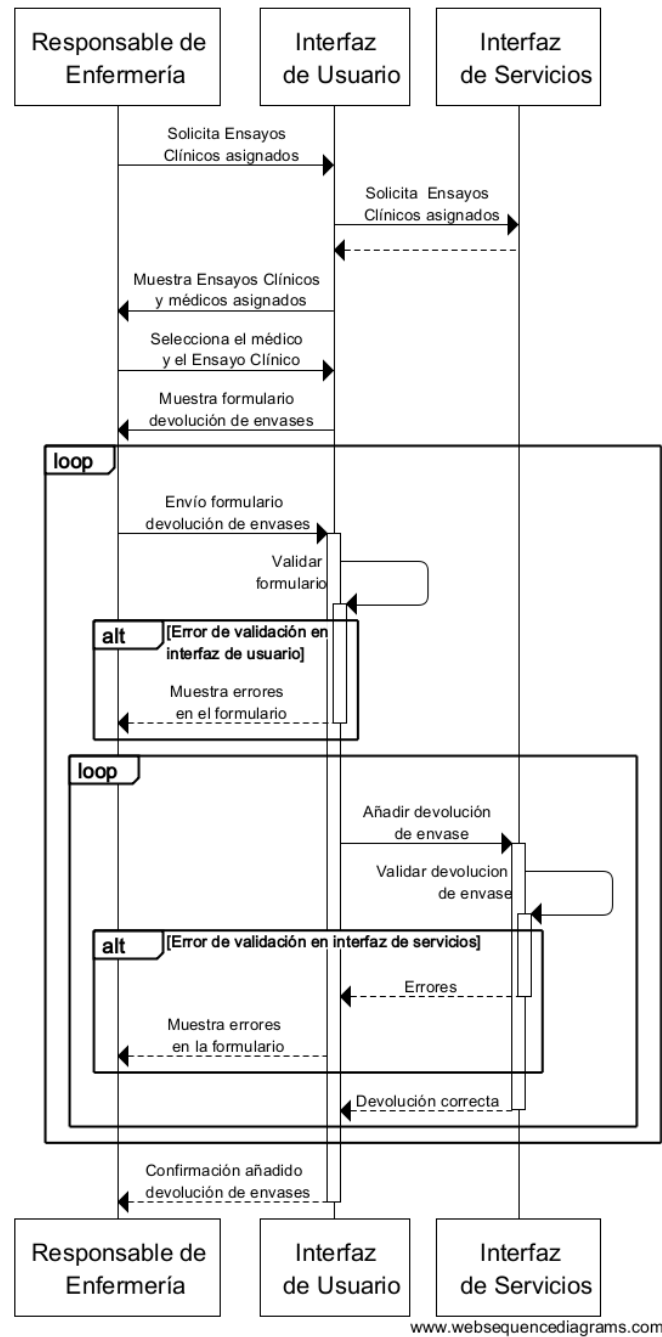 Responsable de
Enfermería
Interfaz
de Usuario
Interfaz
de Servicios
Solicita Ensayos
Clínicos asignados
Solicita Ensayos
Clínicos asignados
Muestra Ensayos Clínicos
y médicos asignados
Selecciona el médico
y el Ensayo Clínico
Muestra formulario
devolución de envases
loop
Envío formulario
devolución de envases
Validar
formulario
alt
[Error de validación en
interfaz de usuario]
Muestra errores
en el formulario
loop
Añadir devolución
de envase
Validar devolucion
de envase
alt
[Error de validación en interfaz de servicios]
Errores
Muestra errores
en la formulario
Devolución correcta
Confirmación añadido
devolución de envases
Responsable de
Enfermería
Interfaz
de Usuario
Interfaz
de Servicios
www.websequencediagrams.com